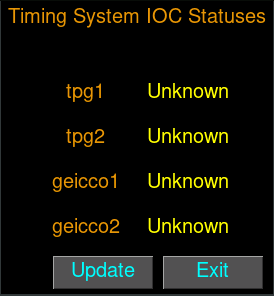 Timing System IOC Statuses
tpg1 Unknown
tpg2 Unknown
geicco1 Unknown
geicco2 Unknown
Update Exit